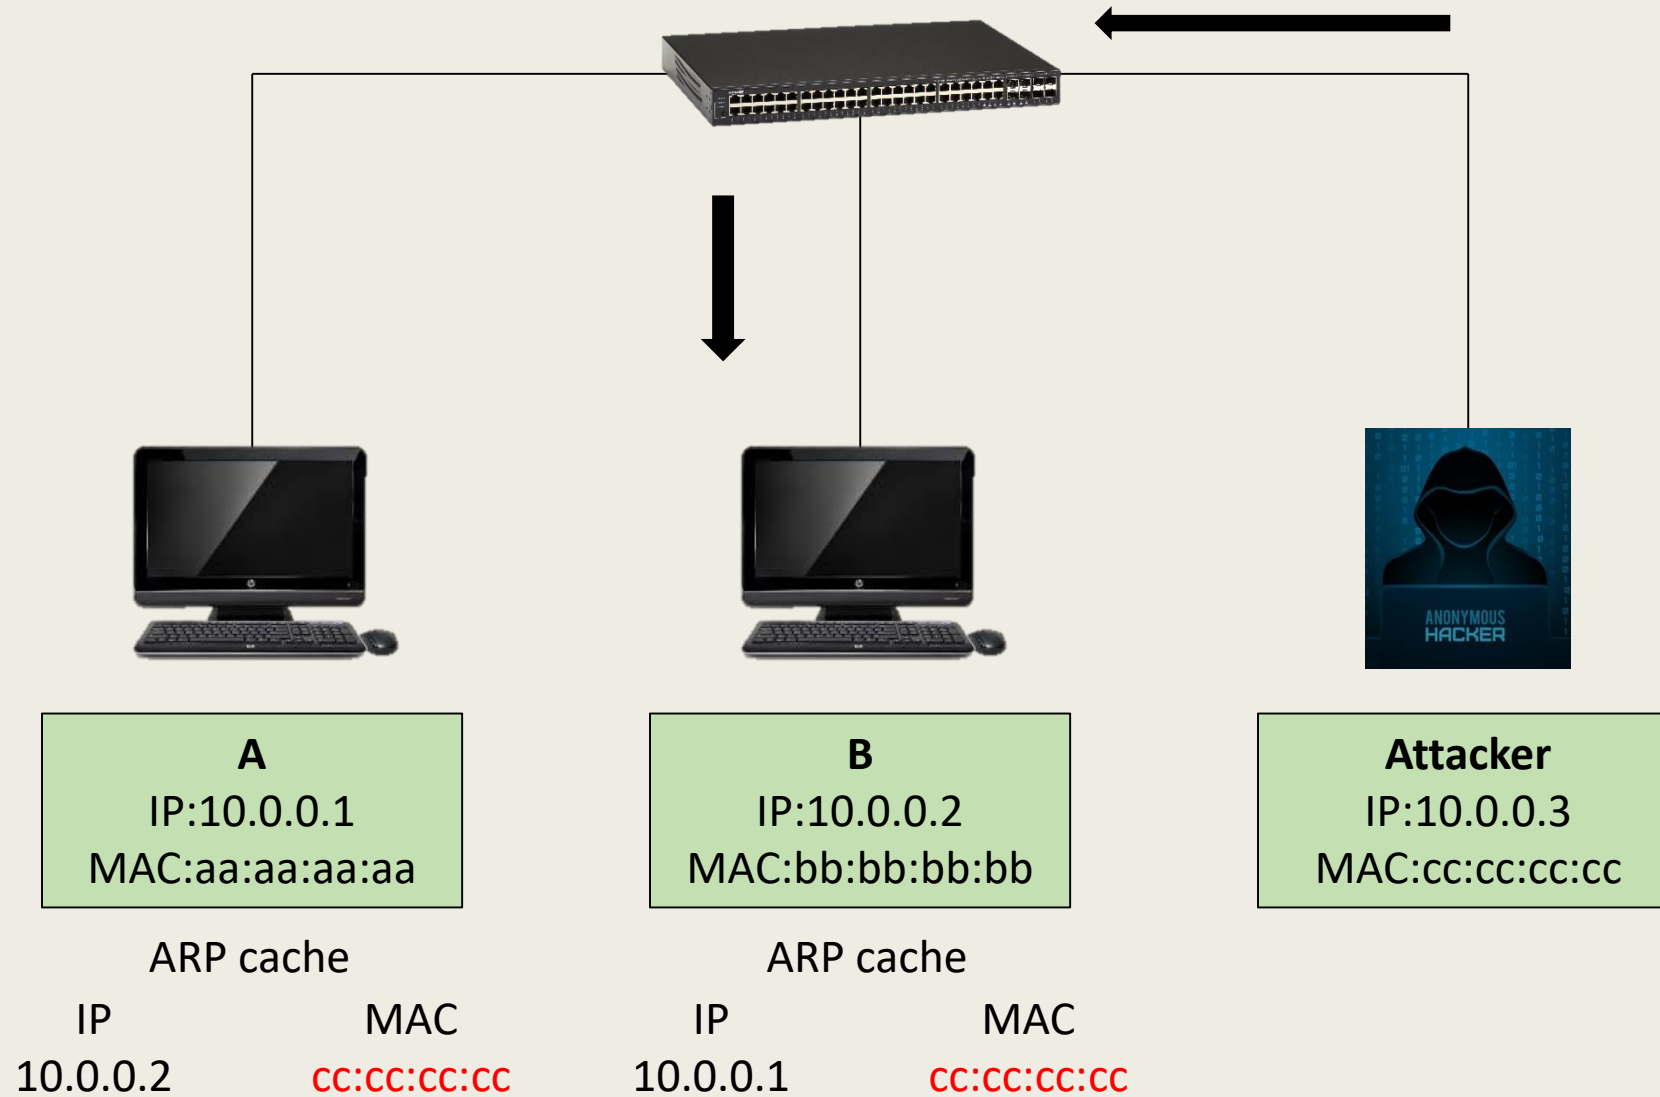 ANONYMOUS
HACKER
A
IP:10.0.0.1
MAC:aa:aa:aa:aa
B
IP:10.0.0.2
MAC:bb:bb:bb:bb
Attacker
IP:10.0.0.3
MAC:cc:cc:cc:cc
ARP cache
IP MAC
10.0.0.2 cc:cc:cc:cc
ARP cache
IP MAC
10.0.0.1 cc:cc:cc:cc